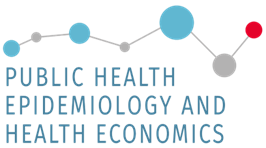 PUBLIC HEALTH
EPIDEMIOLOGY AND
HEALTH ECONOMICS